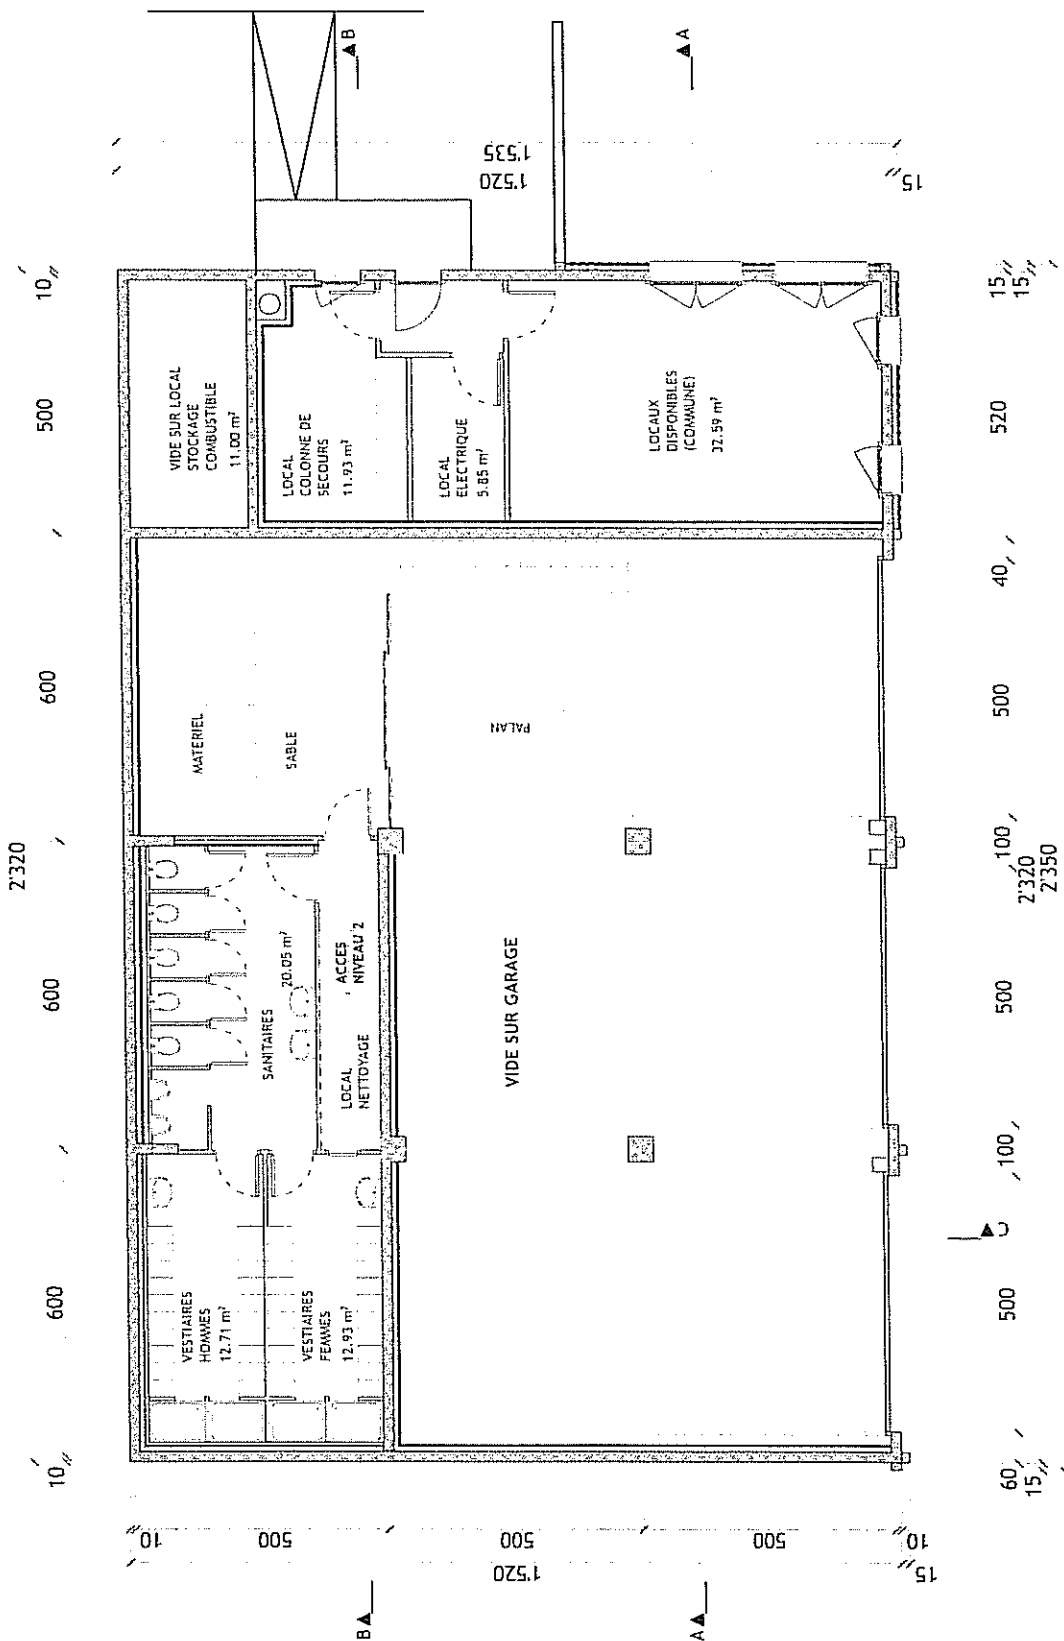 2'320
10
600
600
600
500
10
B
A
1'520
1'535
15
VIDE SUR LOCAL
STOCKAGE
COMBUSTIBLE
11.00 m²
LOCAL
COLONNE DE
SECOURS
11.93 m²
LOCAL
ELECTRIQUE
5.85 m²
LOCAUX
DISPONIBLES
(COMMUNE)
32.59 m²
MATERIEL
SABLE
PALAN
SANITAIRES
20.05 m²
ACCES
NIVEAU 2
LOCAL
NETTOYAGE
VESTIAIRES
HOMMES
12.71 m²
VESTIAIRES
FEMMES
12.93 m²
VIDE SUR GARAGE
10
500
500
500
10
1'520
15
B
A
C
60
15
500
100
500
100
500
40
520
15
15
2'320
2'350